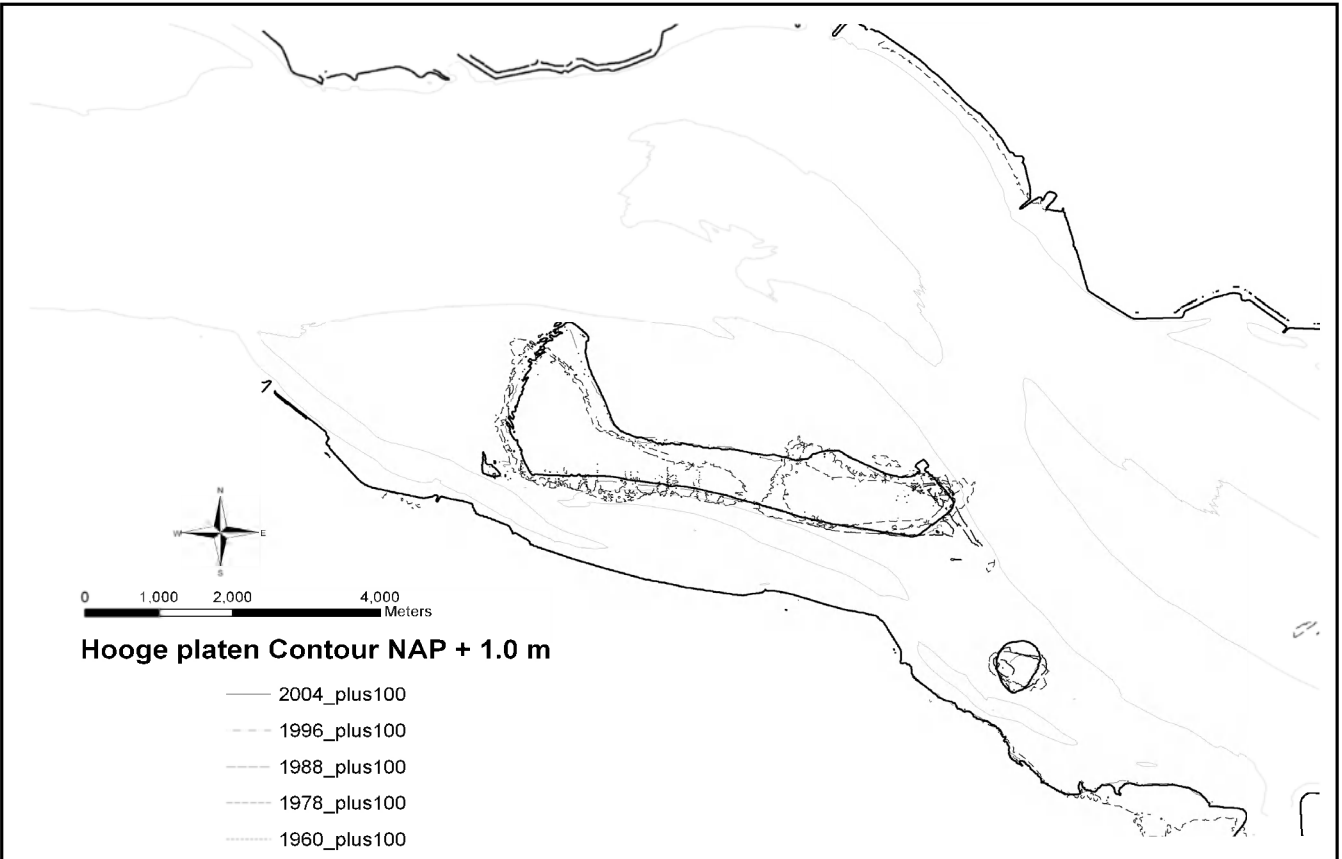 N
W E
S
0 1.000 2,000 4,000
Meters
Hooge platen Contour NAP + 1.0 m
2004_plus100
1996_plus100
1988_plus100
1978_plus100
1960_plus100